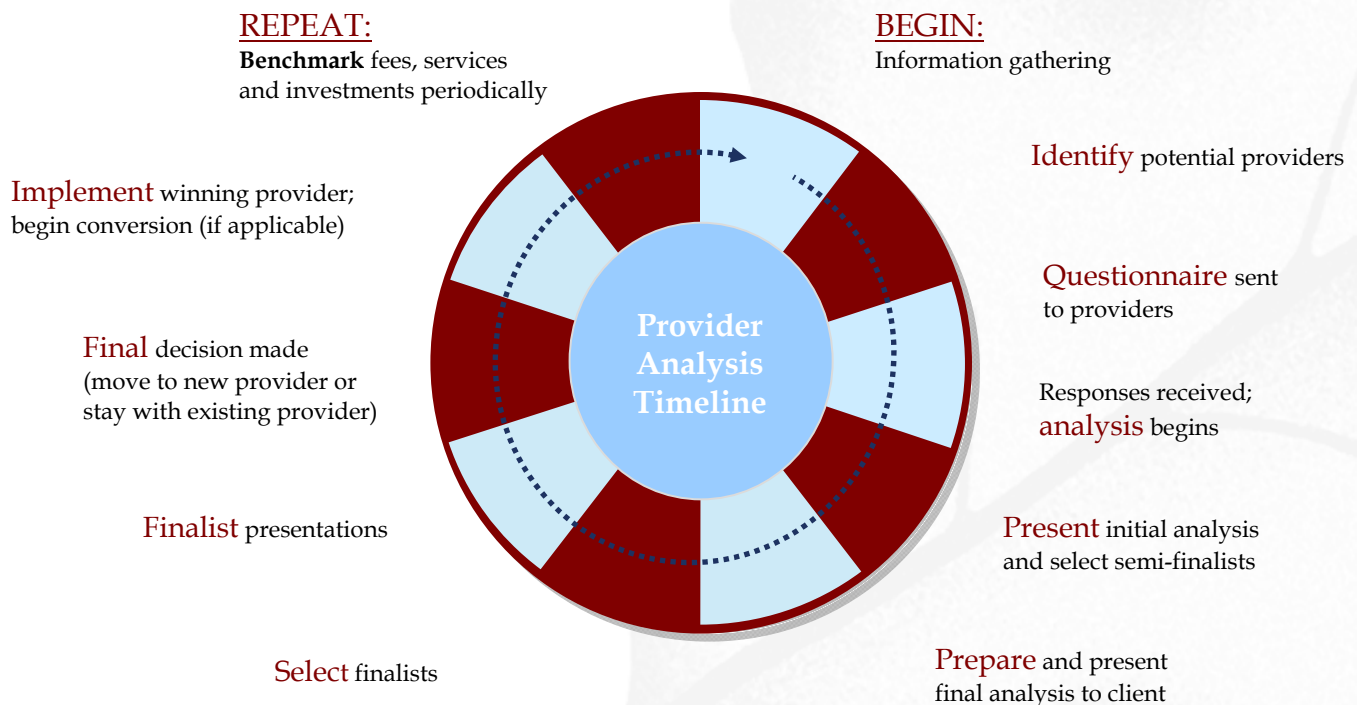 REPEAT:
Benchmark fees, services
and investments periodically
BEGIN:
Information gathering
Identify potential providers
Questionnaire sent
to providers
Responses received;
analysis begins
Present initial analysis
and select semi-finalists
Prepare and present
final analysis to client
Select finalists
Finalist presentations
Final decision made
(move to new provider or
stay with existing provider)
Implement winning provider;
begin conversion (if applicable)
Provider
Analysis
Timeline